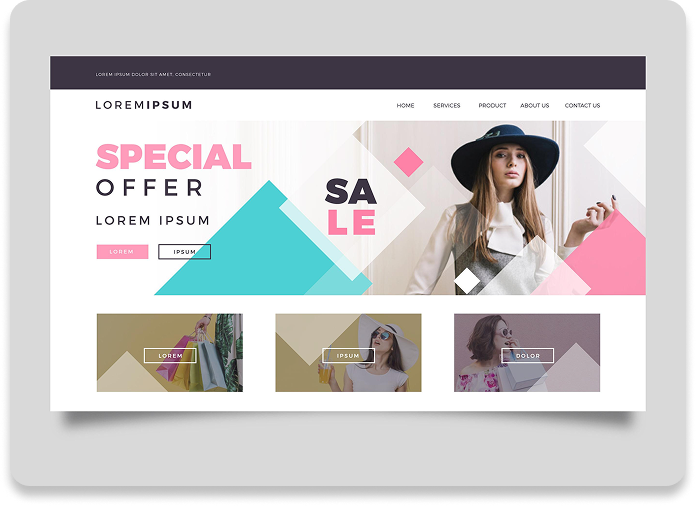 LOREM IPSUM DOLOR SIT AMET, CONSECTETUR
LOREMIPSUM
HOME SERVICES PRODUCT ABOUT US CONTACT US
SPECIAL
OFFER
LOREM IPSUM
LOREM IPSUM
SA
LE
LOREM IPSUM DOLOR